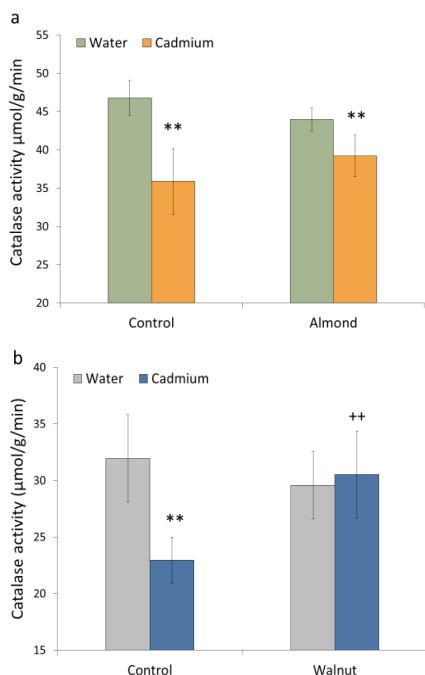 a
Catalase activity µmol/g/min
55
50
45
40
35
30
25
20
Water
Cadmium
**
**
Control
Almond
b
Catalase activity (µmol/g/min)
40
35
30
25
20
15
Water
Cadmium
**
++
Control
Walnut